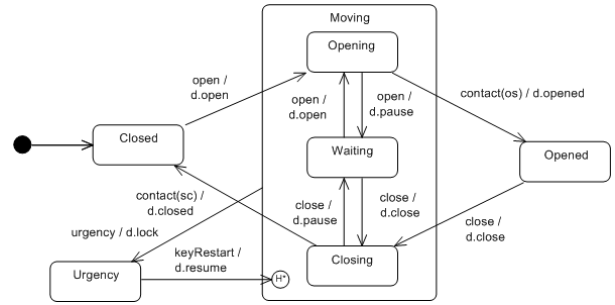 Moving
Opening
open /
d.open
open /
d.open
open /
d.pause
contact(os) / d.opened
Closed
Waiting
Opened
contact(sc) /
d.closed
close /
d.pause
close /
d.close
close /
d.close
urgency / d.lock
keyRestart /
d.resume
Urgency
H*
Closing